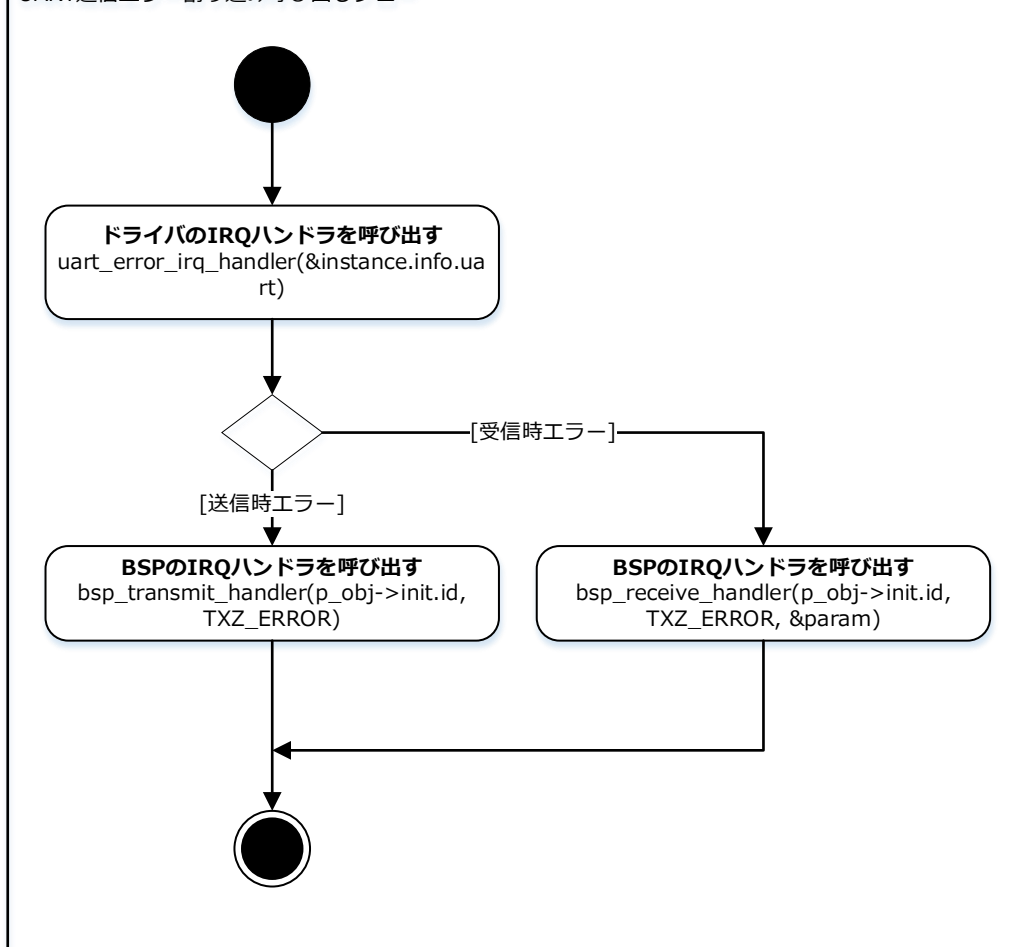 ドライバのIRQハンドラを呼び出す
uart_error_irq_handler(&instance.info.ua
rt)
[受信時エラー]
[送信時エラー]
BSPのIRQハンドラを呼び出す
bsp_transmit_handler(p_obj->init.id,
TXZ_ERROR)
BSPのIRQハンドラを呼び出す
bsp_receive_handler(p_obj->init.id,
TXZ_ERROR, &param)